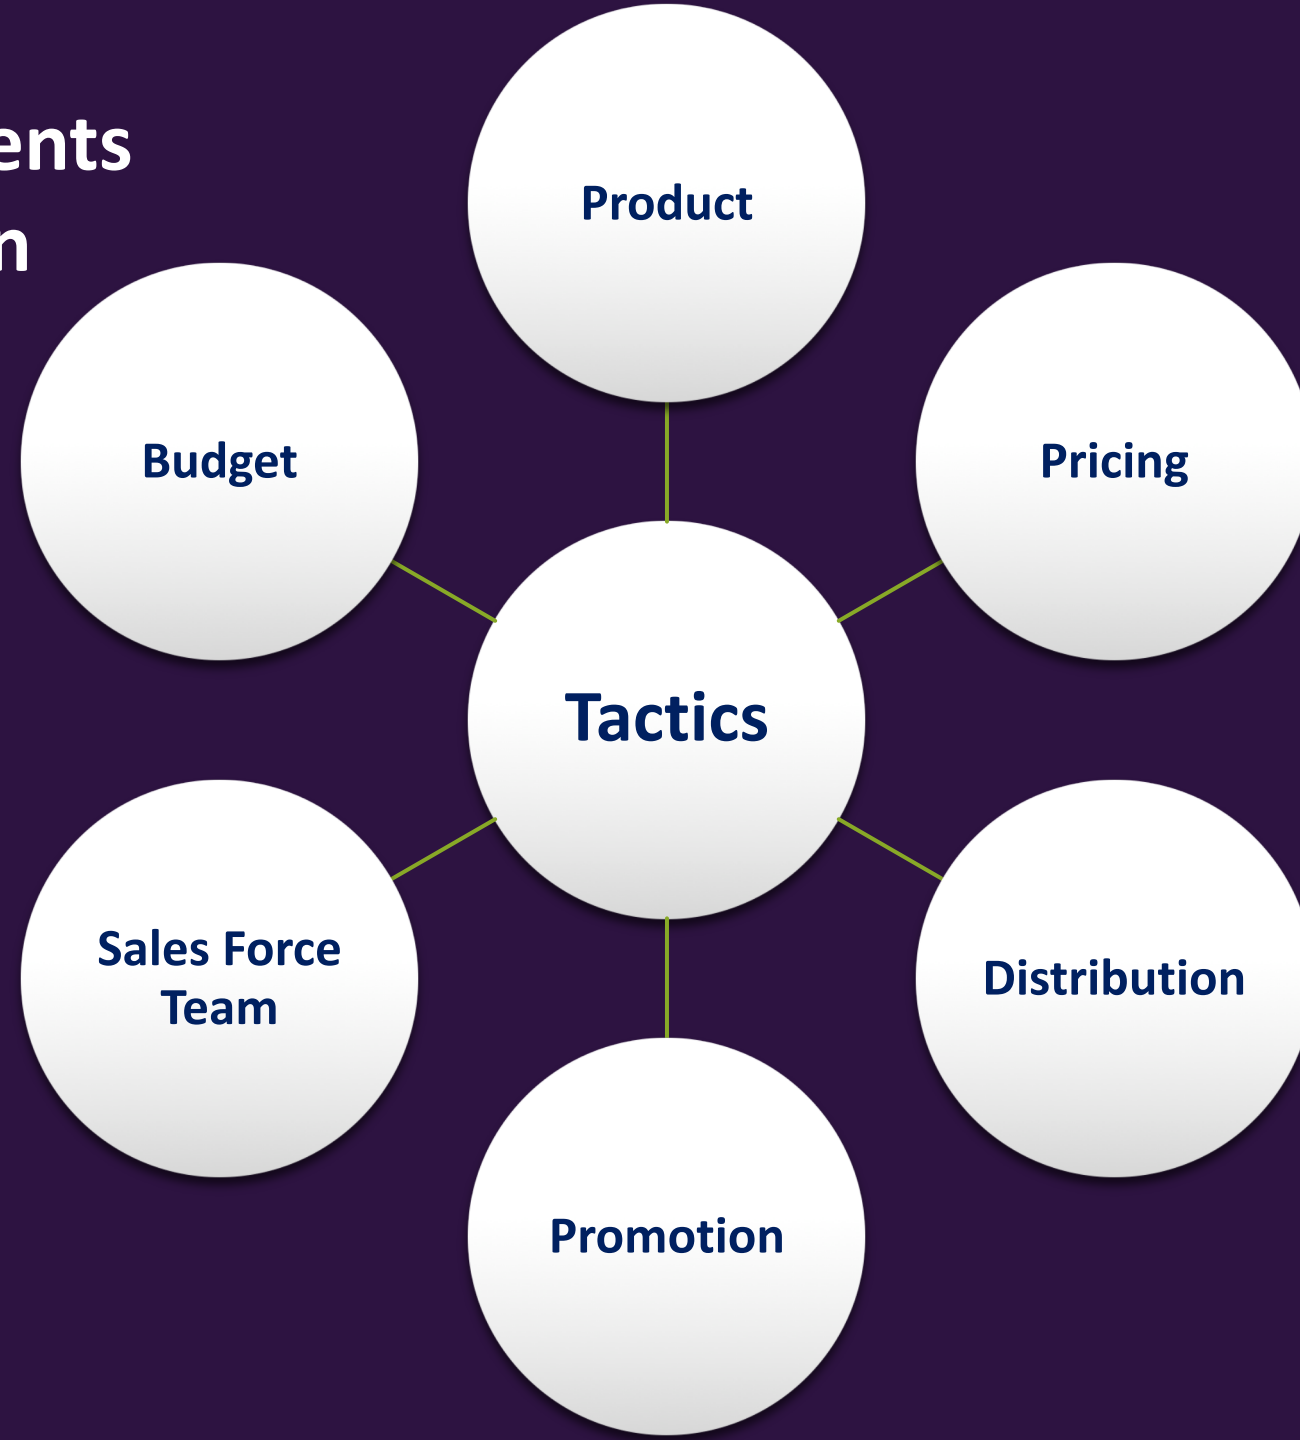 ents
n
Product
Budget
Pricing
Tactics
Sales Force
Team
Distribution
Promotion